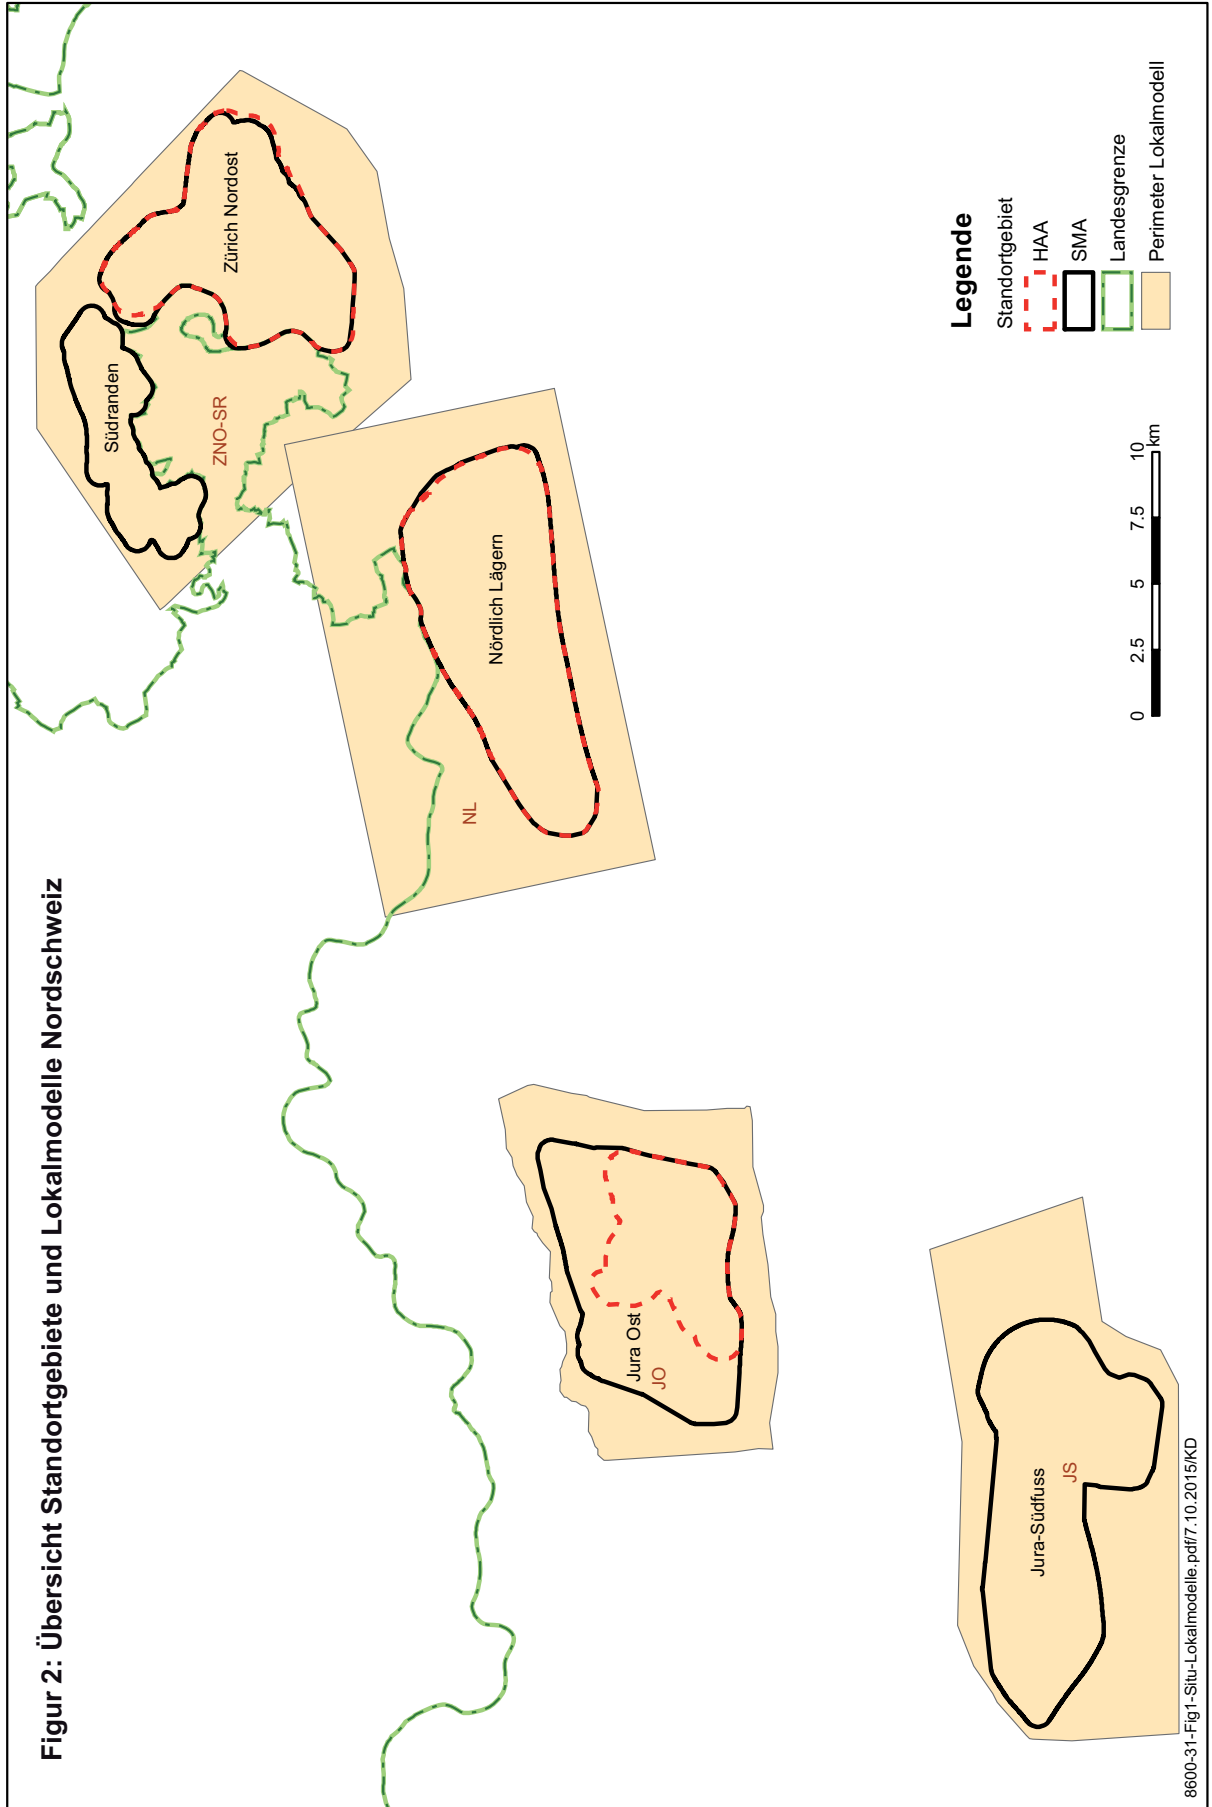 Figur 2: Übersicht Standortgebiete und Lokalmodelle Nordschweiz
Südranden
Zürich Nordost
ZNO-SR
Nördlich Lägern
NL
Jura Ost
JO
Jura-Südfuss
JS
Legende
Standortgebiet
HAA
SMA
Landesgrenze
Perimeter Lokalmodell
0 2.5 5 7.5 10
km
8600-31-Fig1-Situ-Lokalmodelle.pdf/7.10.2015/KD